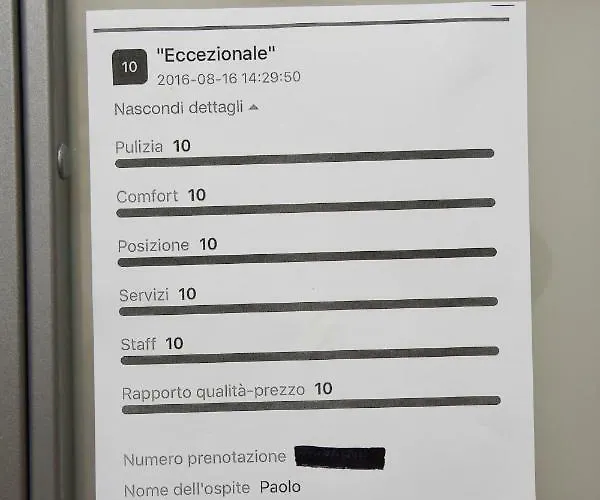 10 "Eccezionale"
2016-08-16 14:29:50
Nascondi dettagli
Pulizia 10
Comfort 10
Posizione 10
Servizi 10
Staff 10
Rapporto qualità-prezzo 10
Numero prenotazione
Nome dell'ospite Paolo